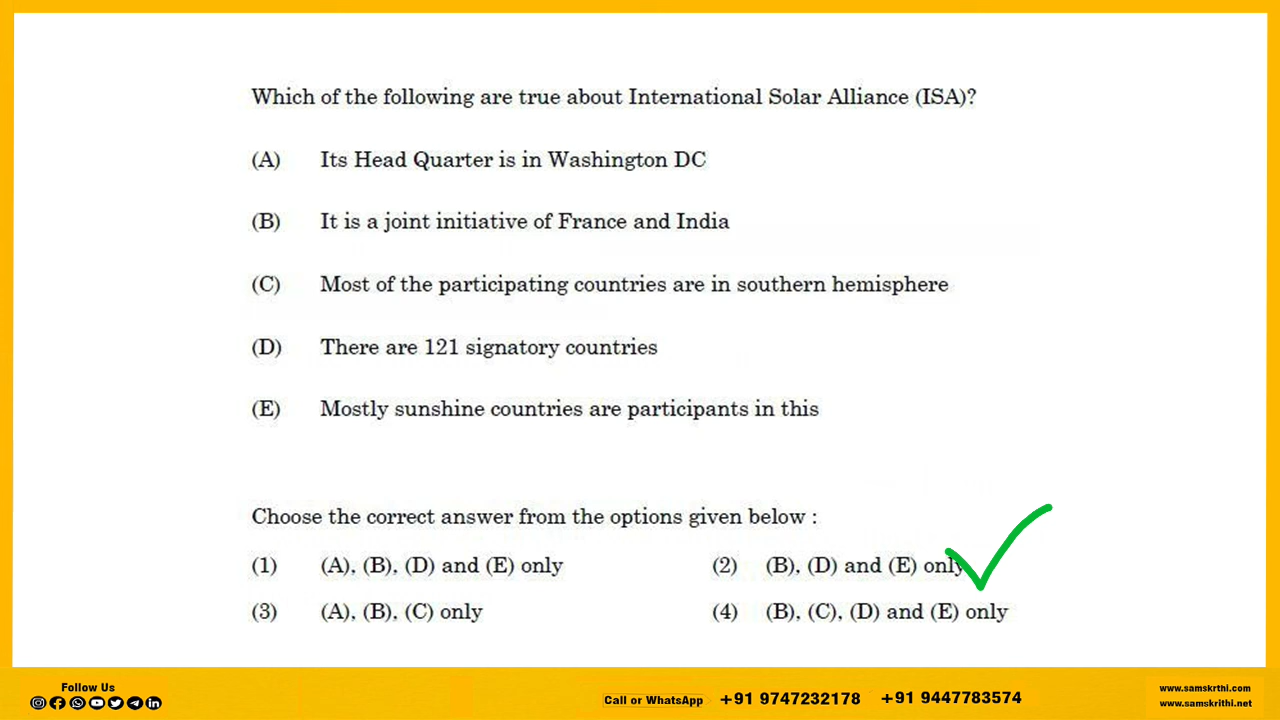 Which of the following are true about International Solar Alliance (ISA)?
(A) Its Head Quarter is in Washington DC
(B) It is a joint initiative of France and India
(C) Most of the participating countries are in southern hemisphere
(D) There are 121 signatory countries
(E) Mostly sunshine countries are participants in this
Choose the correct answer from the options given below :
(1) (A), (B), (D) and (E) only (2) (B), (D) and (E) only
(3) (A), (B), (C) only (4) (B), (C), (D) and (E) only
Follow Us
Call or WhatsApp +91 9747232178 +91 9447783574
www.samskrthi.com
www.samskrthi.net